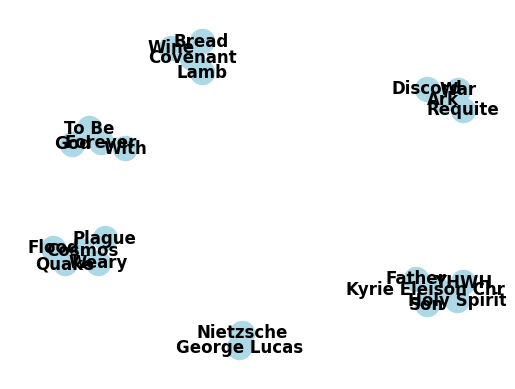 Bread
Wine
Covenant
Lamb
Discord
War
Ark
Requite
To Be
God
Forever
With
Plague
Flood
Cosmos
Quake
Weary
Father
YHWH
Kyrie Eleison Chr
Holy Spirit
Son
Nietzsche
George Lucas